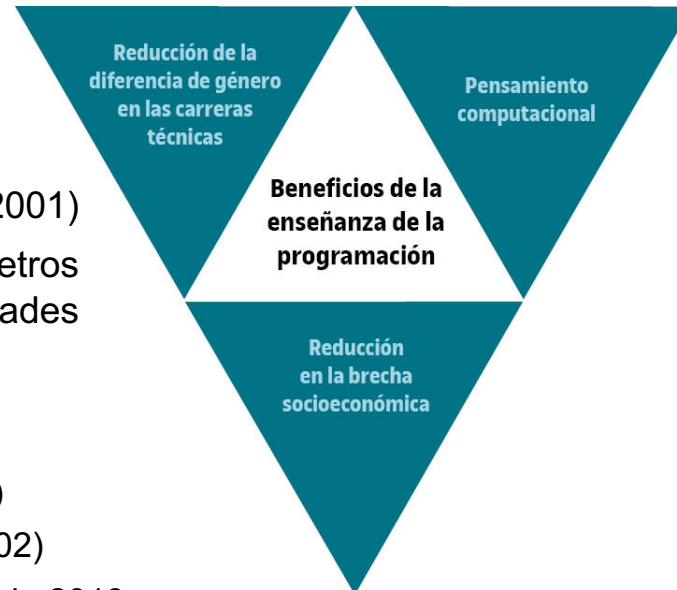 Reducción de la
diferencia de género
en las carreras
técnicas
Pensamiento
computacional
Beneficios de la
enseñanza de la
programación
Reducción
en la brecha
socioeconómica
2001)
etros
ades
)
02)
2010